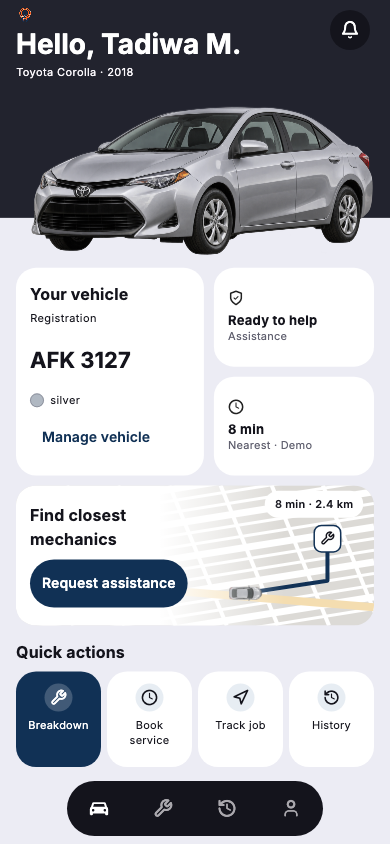 Hello, Tadiwa M.
Toyota Corolla · 2018
Your vehicle
Registration
AFK 3127
silver
Manage vehicle
Ready to help
Assistance
8 min
Nearest · Demo
8 min · 2.4 km
Find closest
mechanics
Request assistance
Quick actions
Breakdown
Book
service
Track job
History